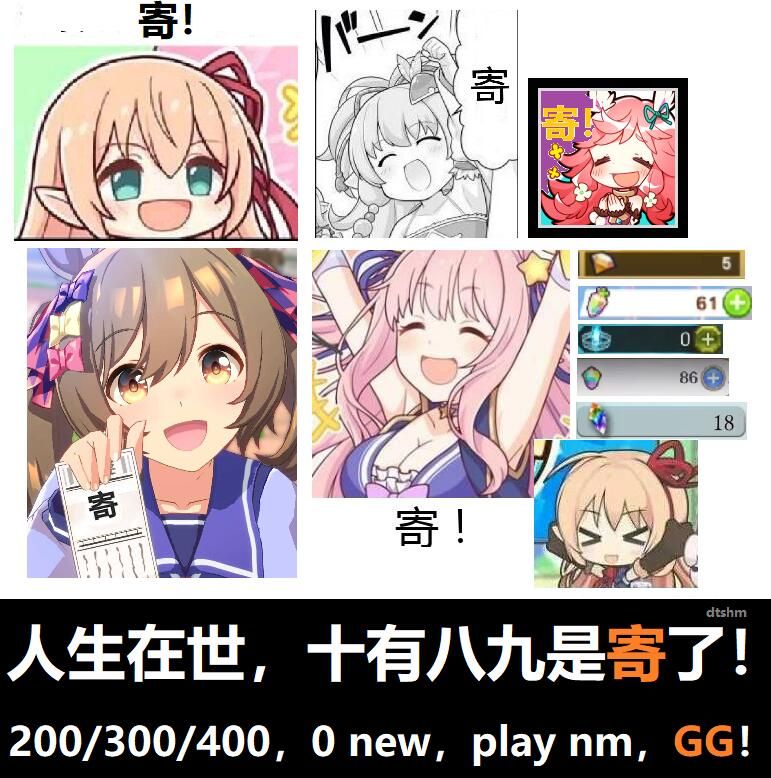 寄!
バーン
寄
寄!
寄
寄！
5
61
0
86
18
dtshm
人生在世，十有八九是寄了！
200/300/400，0 new，play nm，GG！